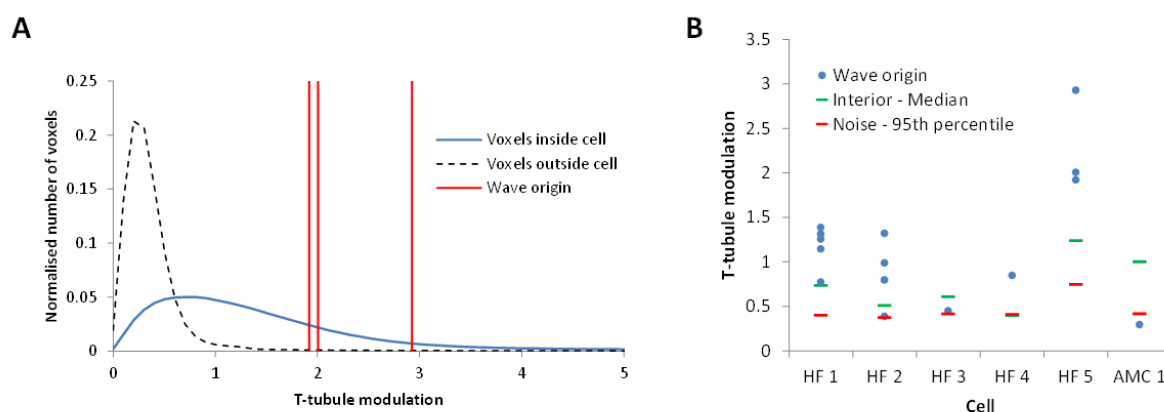 A
Normalised number of voxels
0.25
0.2
0.15
0.1
0.05
0
Voxels inside cell
Voxels outside cell
Wave origin
0 1 2 3 4 5
T-tubule modulation
B
T-tubule modulation
3.5
3
2.5
2
1.5
1
0.5
0
Wave origin
Interior - Median
Noise - 95th percentile
HF 1 HF 2 HF 3 HF 4 HF 5 AMC 1
Cell